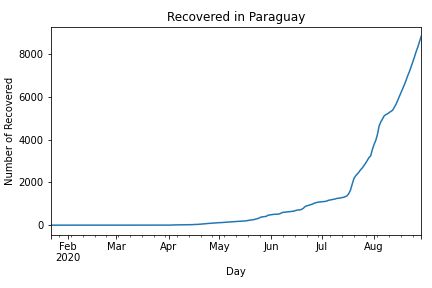 Recovered in Paraguay
Number of Recovered
8000
6000
4000
2000
0
Feb
2020
Mar
Apr
May
Jun
Jul
Aug
Day